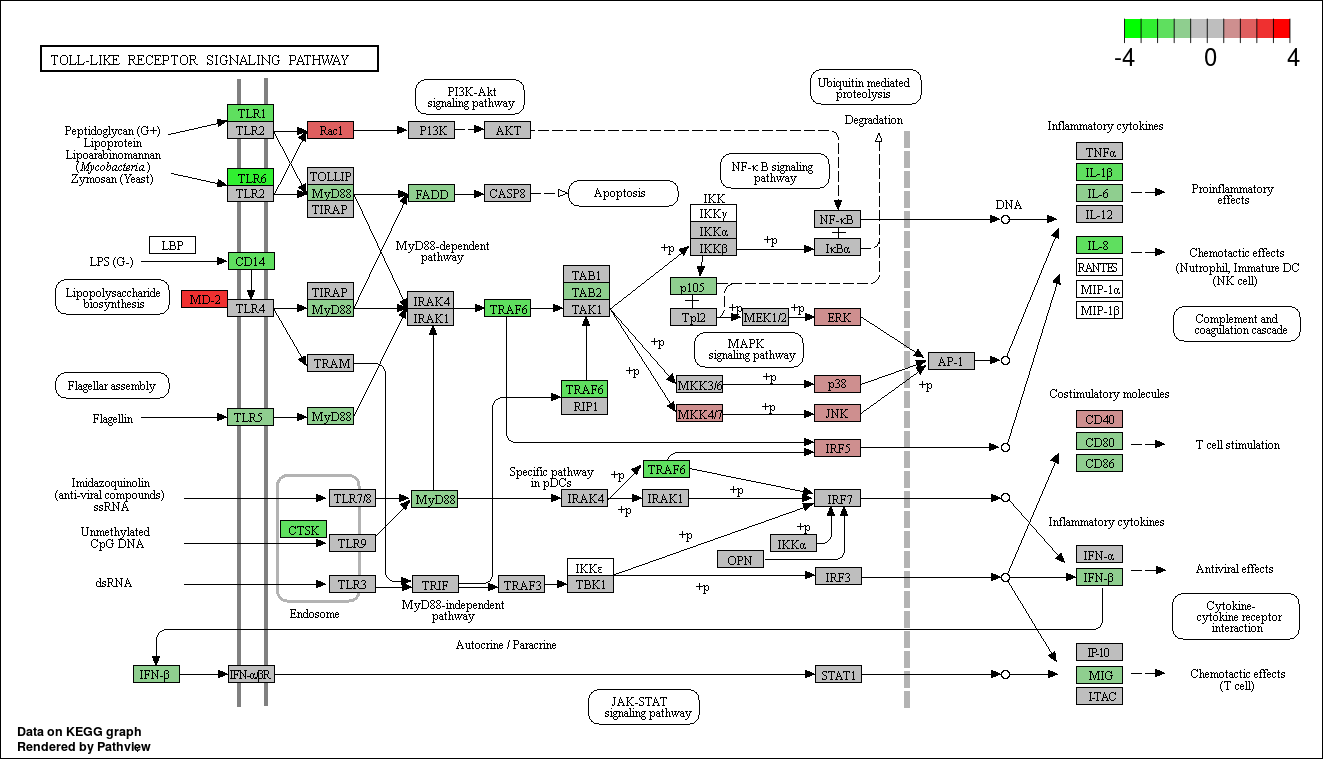 -4 0 4
TOLL-LIKE RECEPTOR SIGNALING PATHWAY
PI3K-Akt
signaling pathway
Ubiquitin mediated
proteolysis
Degradation
Peptidoglycan (G+)
Lipoprotein
Lipoarabinomannan
(Mycobacteria)
Zymosan (Yeast)
TLR1
TLR2
Rac1
PI3K
AKT
TLR6
TLR2
TOLLIP
MyD88
TIRAP
FADD
CASP8
Apoptosis
NF-κB signaling
pathway
IKK
IKKγ
IKKα
IKKβ
+p
+p
NF-κB
IκBα
DNA
Inflammatory cytokines
TNFα
IL-1β
IL-6
IL-12
Proinflammatory
effects
IL-8
RANTES
MIP-1α
MIP-1β
Chemotactic effects
(Nutrophil, Immature DC
(NK cell)
Complement and
coagulation cascade
LBP
LPS (G-)
CD14
MyD88-dependent
pathway
Lipopolysaccharide
biosynthesis
MD-2
TLR4
TIRAP
MyD88
IRAK4
IRAK1
TRAF6
TAB1
TAB2
TAK1
p105
Tpl2
+p
MEK1/2
+p
ERK
MAPK
signaling pathway
+p
+p
TRAM
MKK3/6
+p
p38
AP-1
+p
Flagellar assembly
TRAF6
RIP1
MKK4/7
+p
JNK
Flagellin
TLR5
MyD88
IRF5
Costimulatory molecules
CD40
CD80
CD86
T cell stimulation
Imidazoquinolin
(anti-viral compounds)
ssRNA
TLR7/8
MyD88
Specific pathway
in pDCs
IRAK4
+p
+p
TRAF6
IRAK1
+p
IRF7
Unmethylated
CpG DNA
CTSK
TLR9
+p
IKKα
OPN
Inflammatory cytokines
IFN-α
IFN-β
Antiviral effects
dsRNA
TLR3
TRIF
TRAF3
IKKε
TBK1
+p
+p
IRF3
Endosome
MyD88-independent
pathway
Cytokine-
cytokine receptor
interaction
Autocrine / Paracrine
IFN-β
IFN-αβR
STAT1
IP-10
MIG
I-TAC
Chemotactic effects
(T cell)
JAK-STAT
signaling pathway
Data on KEGG graph
Rendered by Pathview